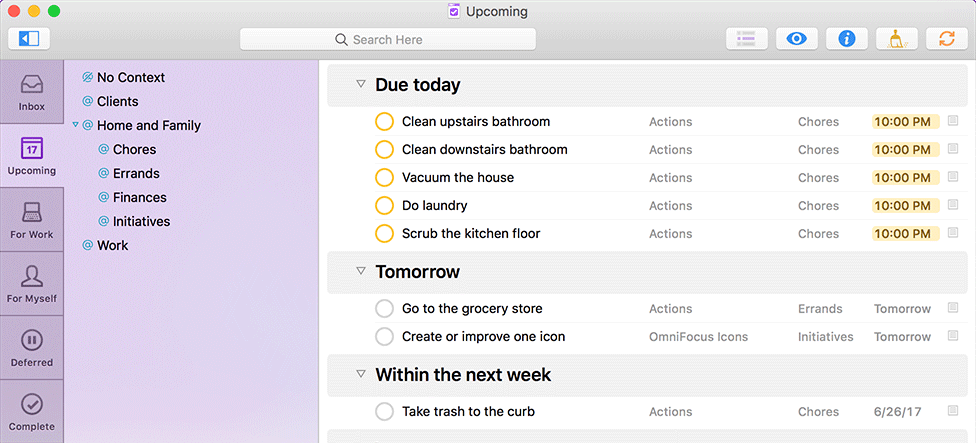 Upcoming
Search Here
Inbox
17
Upcoming
For Work
For Myself
Deferred
Complete
No Context
Clients
Home and Family
Chores
Errands
Finances
Initiatives
Work
Due today
Clean upstairs bathroom Actions Chores 10:00 PM
Clean downstairs bathroom Actions Chores 10:00 PM
Vacuum the house Actions Chores 10:00 PM
Do laundry Actions Chores 10:00 PM
Scrub the kitchen floor Actions Chores 10:00 PM
Tomorrow
Go to the grocery store Actions Errands Tomorrow
Create or improve one icon OmniFocus Icons Initiatives Tomorrow
Within the next week
Take trash to the curb Actions Chores 6/26/17